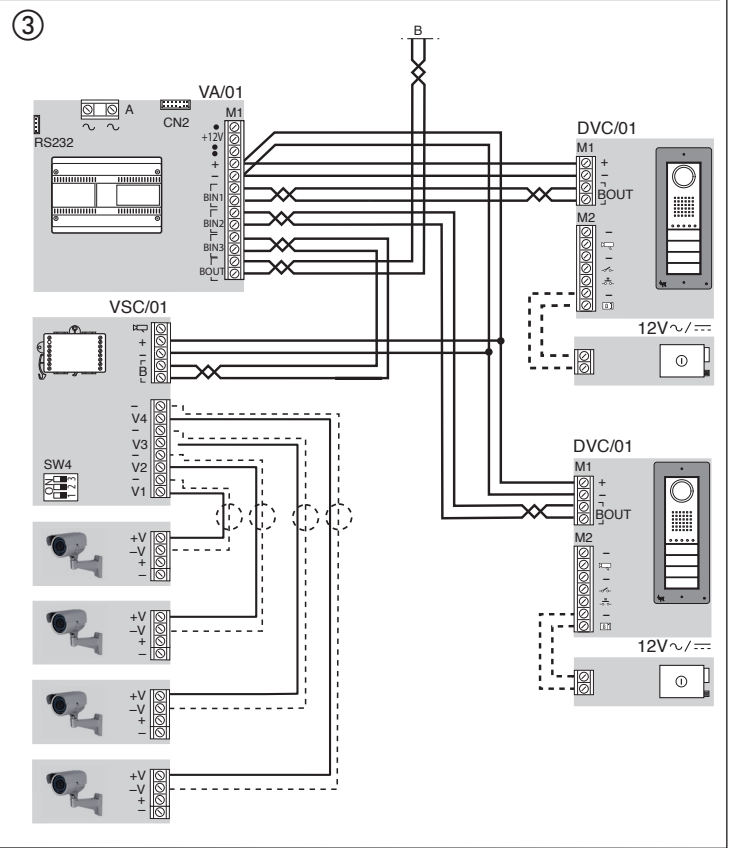 3
B
VA/01
A
CN2
M1
RS232
+12V
+
–
BIN1
BIN2
BIN3
BOUT
DVC/01
M1
+
–
BOUT
M2
–
–
–
12V ~/⎓
VSC/01
+
–
B
–
V4
–
V3
–
V2
–
V1
SW4
ON
1 2 3
DVC/01
M1
+
–
BOUT
M2
–
–
–
12V ~/⎓
+V
–V
+
–
+V
–V
+
–
+V
–V
+
–
+V
–V
+
–